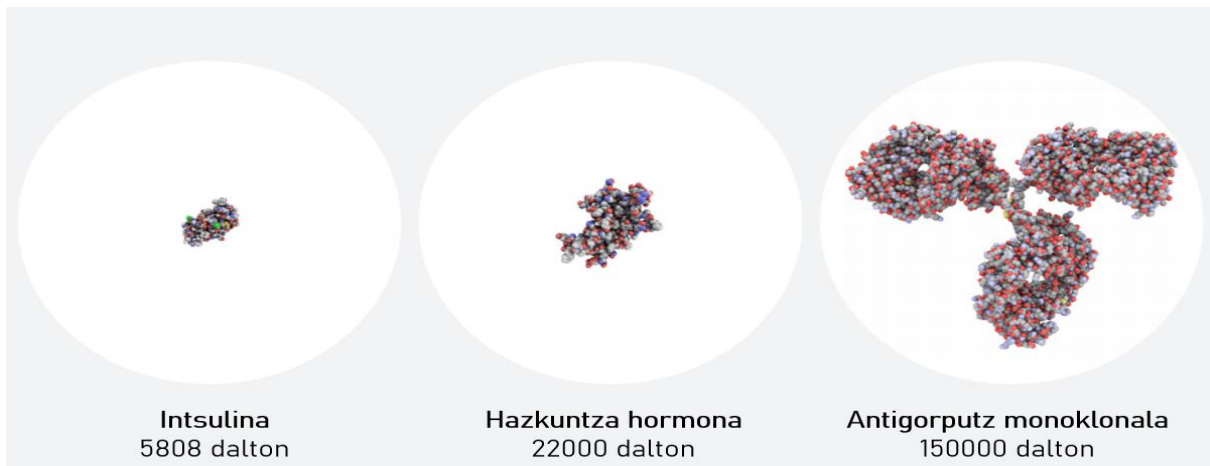 Intsulina
5808 dalton
Hazkuntza hormona
22000 dalton
Antigorputz monoklonala
150000 dalton